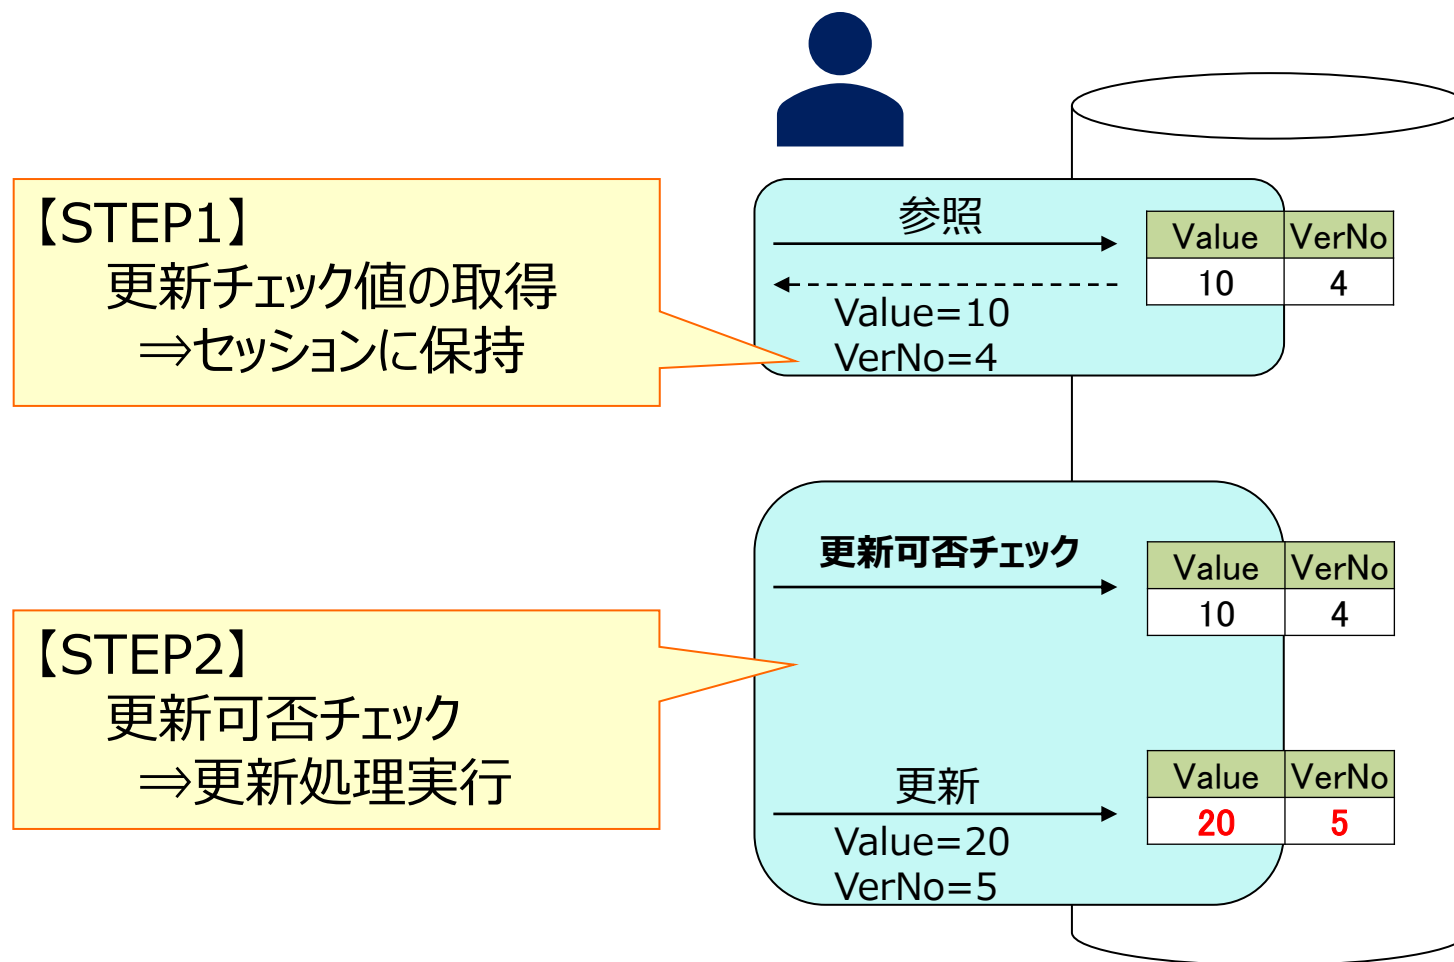 【STEP1】
更新チェック値の取得
⇒セッションに保持
参照
Value=10
VerNo=4
Value VerNo
10 4
【STEP2】
更新可否チェック
⇒更新処理実行
更新可否チェック
Value VerNo
10 4
更新
Value=20
VerNo=5
Value VerNo
20 5